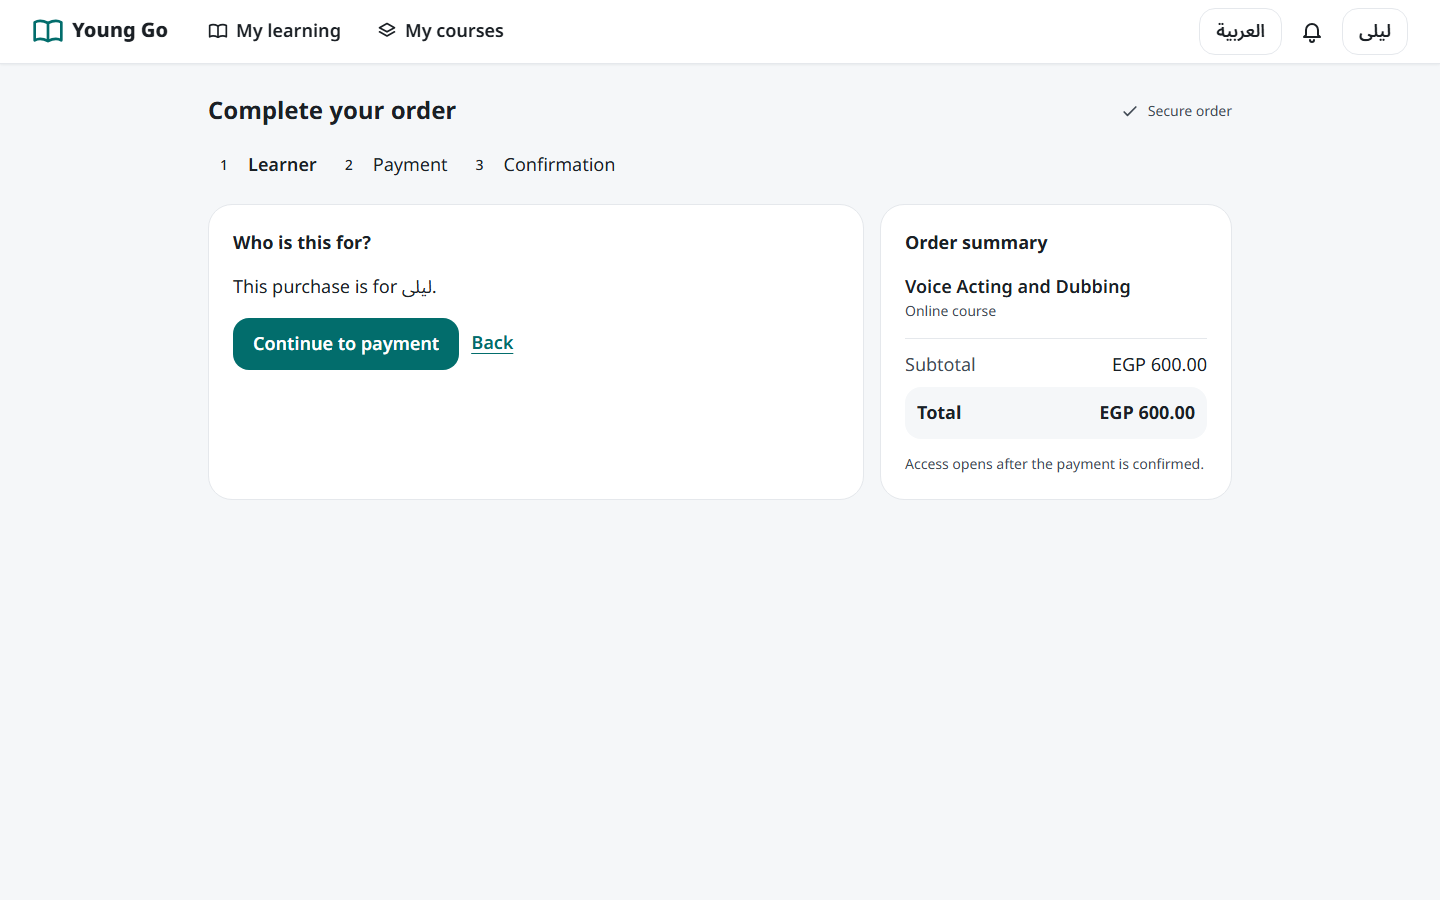 Young Go
My learning
My courses
العربية
ليلى
Complete your order
Secure order
1 Learner 2 Payment 3 Confirmation
Who is this for?
This purchase is for ليلى.
Continue to payment
Back
Order summary
Voice Acting and Dubbing
Online course
Subtotal EGP 600.00
Total EGP 600.00
Access opens after the payment is confirmed.